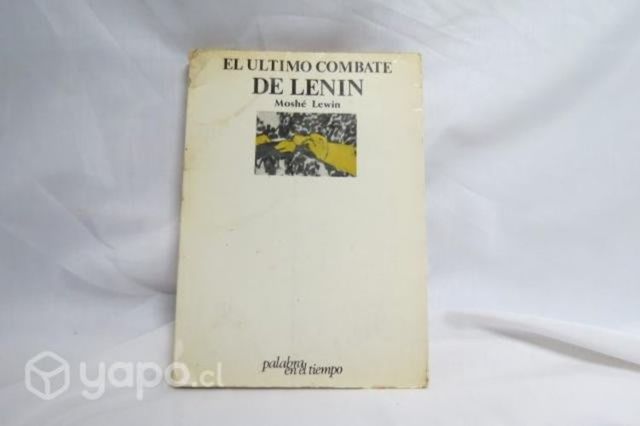 EL ULTIMO COMBATE
DE LENIN
Moshé Lewin
palabra
en el tiempo
yapo.cl